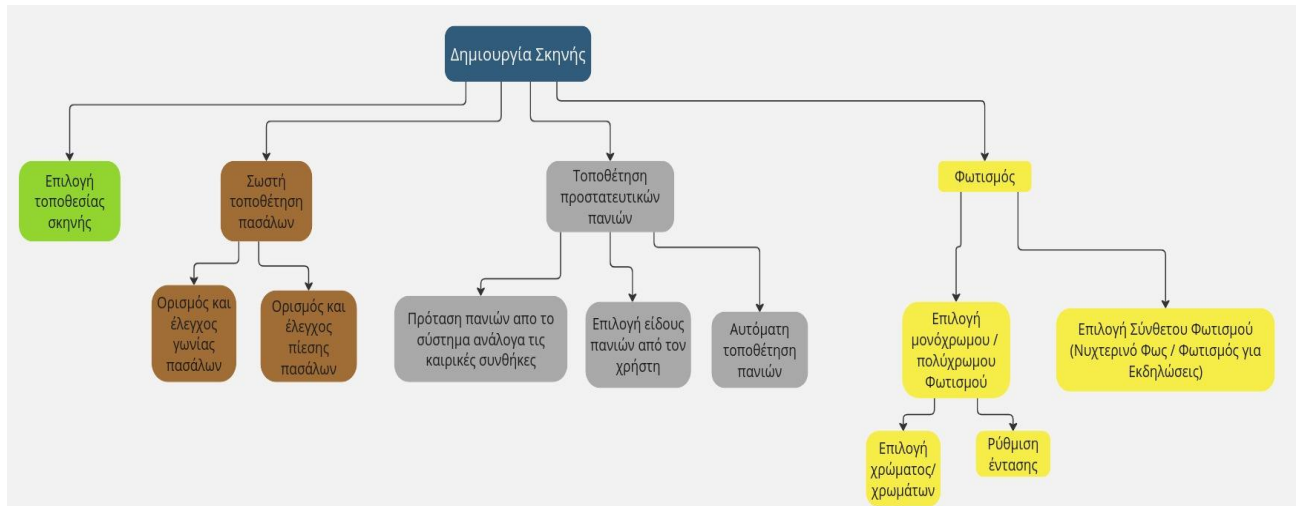 Δημιουργία Σκηνής
Επιλογή
τοποθεσίας
σκηνής
Σωστή
τοποθέτηση
πασάλων
Τοποθέτηση
προστατευτικών
πανιών
Φωτισμός
Ορισμός και
έλεγχος
γωνίας
πασάλων
Ορισμός και
έλεγχος
πίεσης
πασάλων
Πρόταση πανιών απο το
σύστημα ανάλογα τις
καιρικές συνθήκες
Επιλογή είδους
πανιών από τον
χρήστη
Αυτόματη
τοποθέτηση
πανιών
Επιλογή
μονόχρωμου /
πολύχρωμου
Φωτισμού
Επιλογή Σύνθετου Φωτισμού
(Νυχτερινό Φως / Φωτισμός για
Εκδηλώσεις)
Επιλογή
χρώματος/
χρωμάτων
Ρύθμιση
έντασης